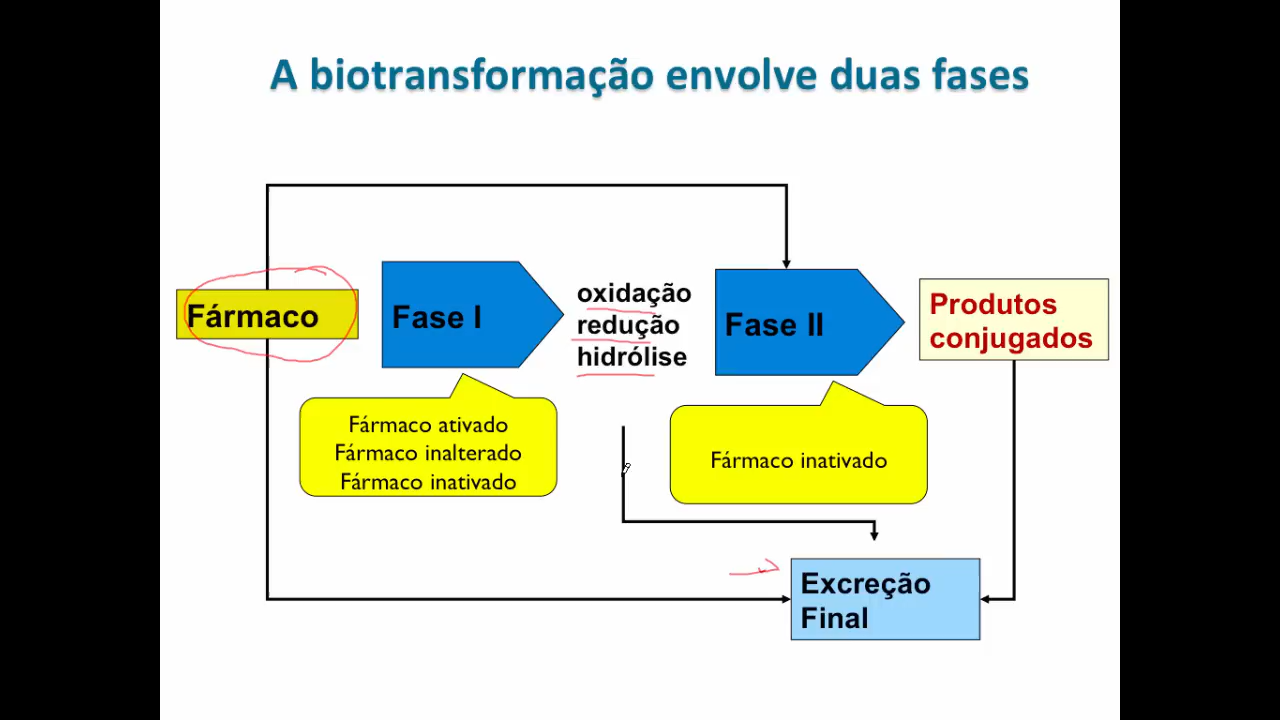 A biotransformação envolve duas fases
Fármaco
Fase I
oxidação
redução
hidrólise
Fase II
Produtos
conjugados
Fármaco ativado
Fármaco inalterado
Fármaco inativado
Fármaco inativado
Excreção
Final